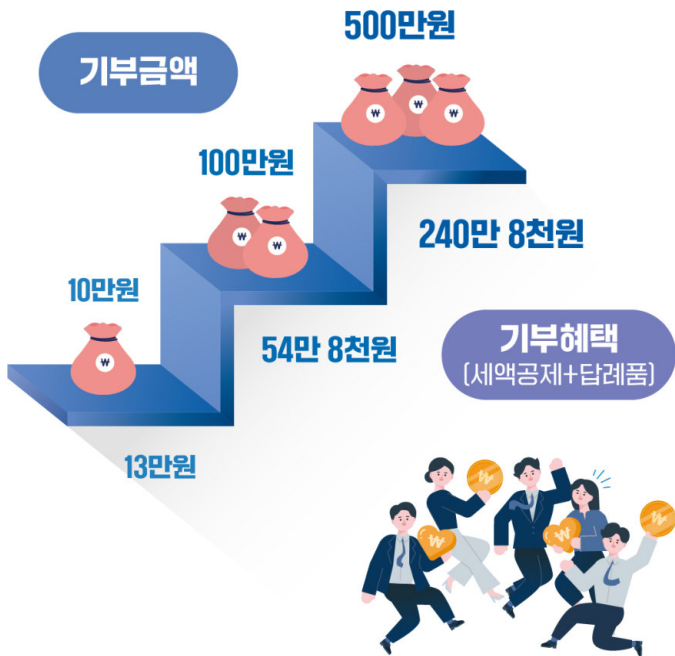 500만원
기부금액
100만원
240만 8천원
10만원
54만 8천원
기부혜택
(세액공제+답례품)
13만원
₩
₩
₩
₩
₩
₩
₩
₩
₩
₩